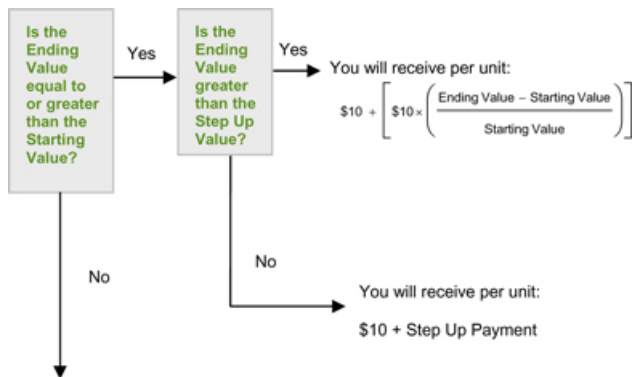 Is the
Ending
Value
equal to
or greater
than the
Starting
Value?
Yes
Is the
Ending
Value
greater
than the
Step Up
Value?
Yes
You will receive per unit:
$10 + [ $10 × ( Ending Value – Starting Value
Starting Value ) ]
No
No
You will receive per unit:
$10 + Step Up Payment